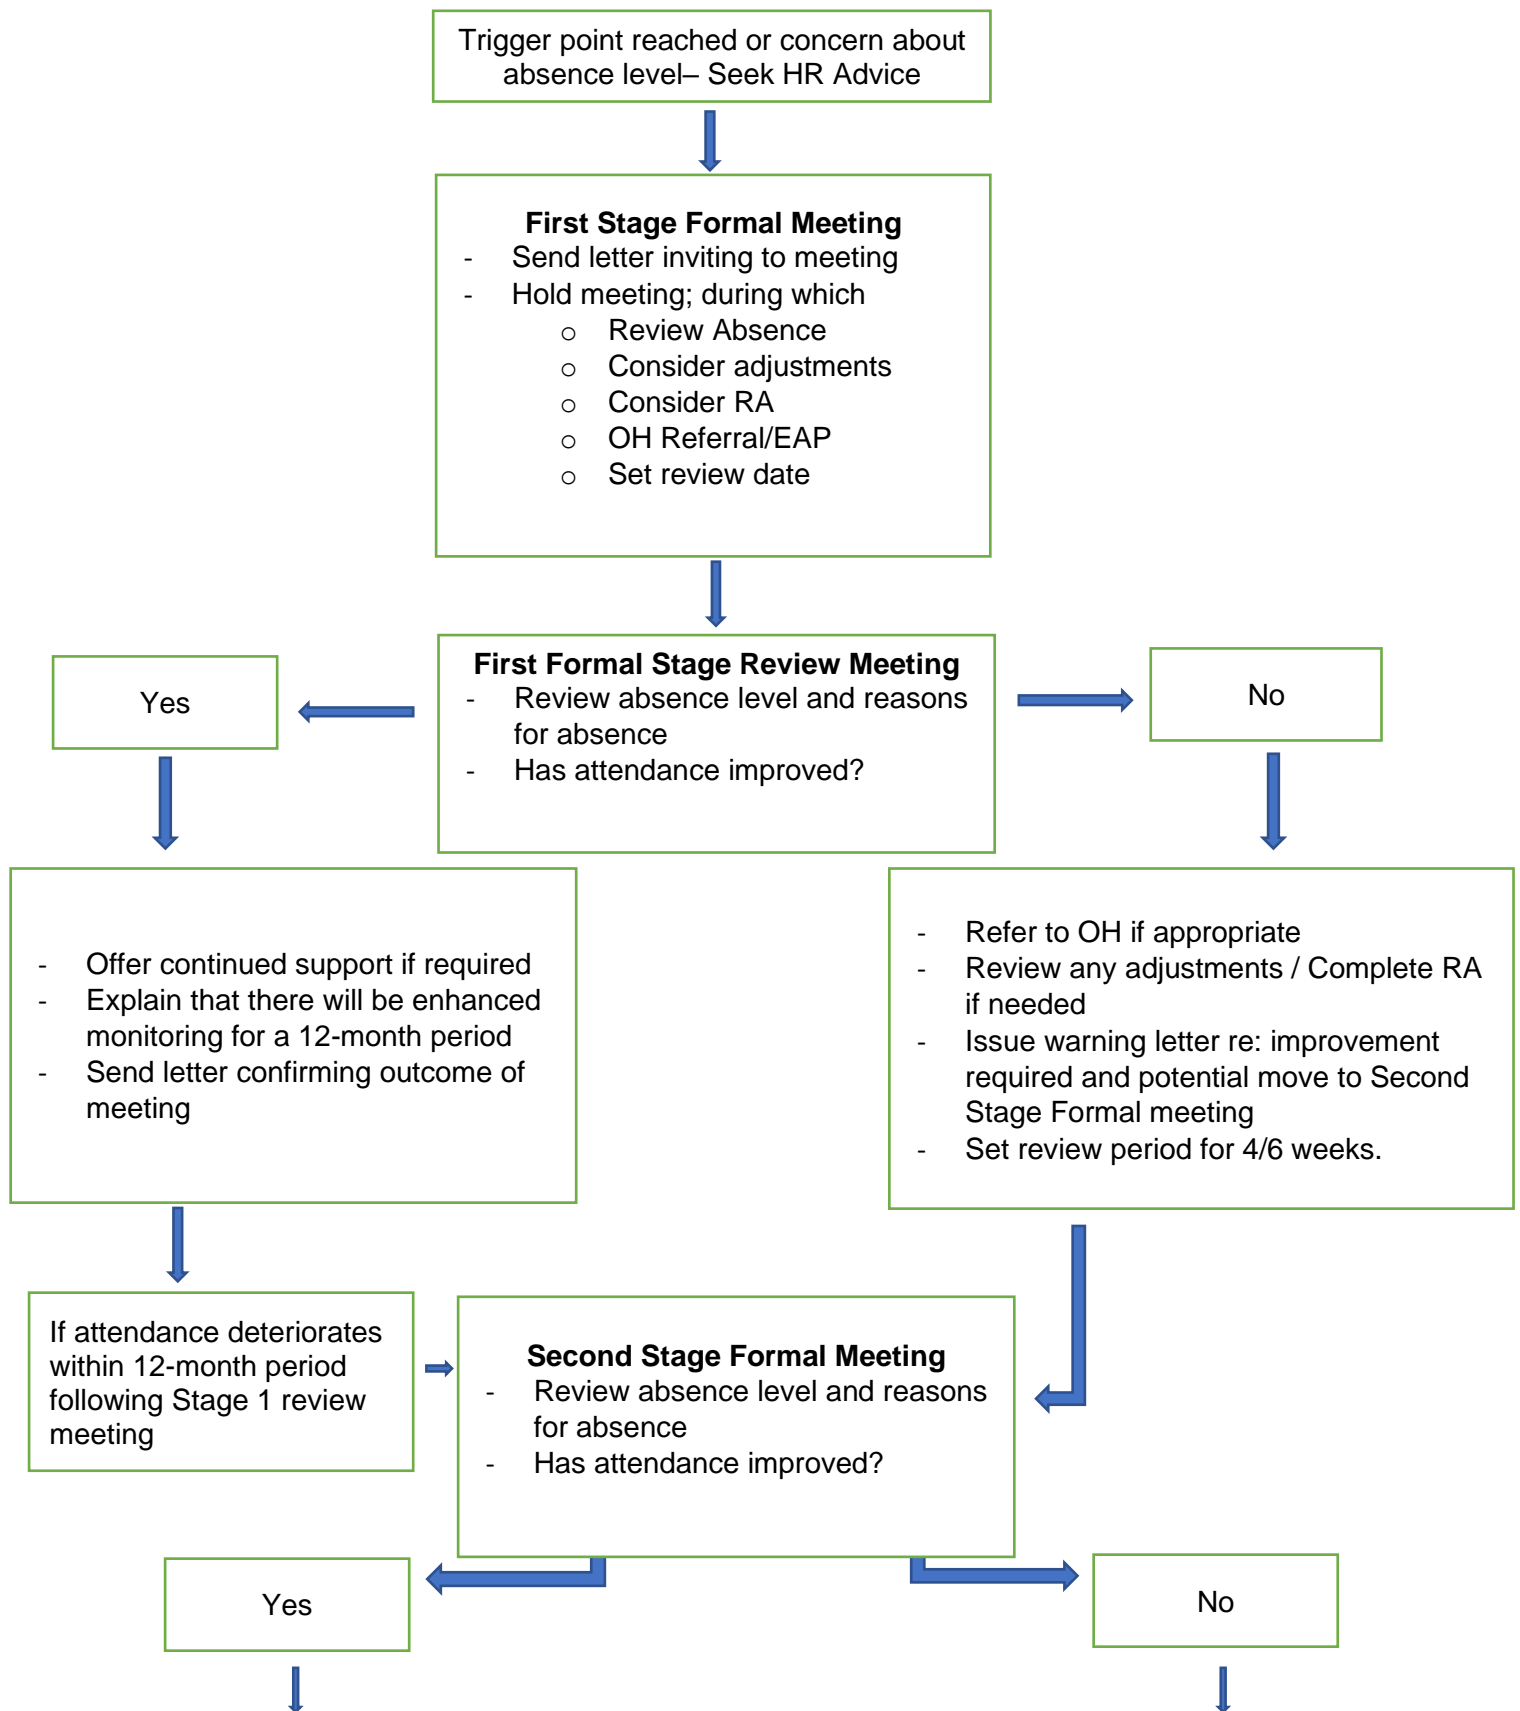 Trigger point reached or concern about
absence level– Seek HR Advice
First Stage Formal Meeting
- Send letter inviting to meeting
- Hold meeting; during which
o Review Absence
o Consider adjustments
o Consider RA
o OH Referral/EAP
o Set review date
First Formal Stage Review Meeting
- Review absence level and reasons
for absence
- Has attendance improved?
Yes
No
- Offer continued support if required
- Explain that there will be enhanced
monitoring for a 12-month period
- Send letter confirming outcome of
meeting
- Refer to OH if appropriate
- Review any adjustments / Complete RA
if needed
- Issue warning letter re: improvement
required and potential move to Second
Stage Formal meeting
- Set review period for 4/6 weeks.
If attendance deteriorates
within 12-month period
following Stage 1 review
meeting
Second Stage Formal Meeting
- Review absence level and reasons
for absence
- Has attendance improved?
Yes
No